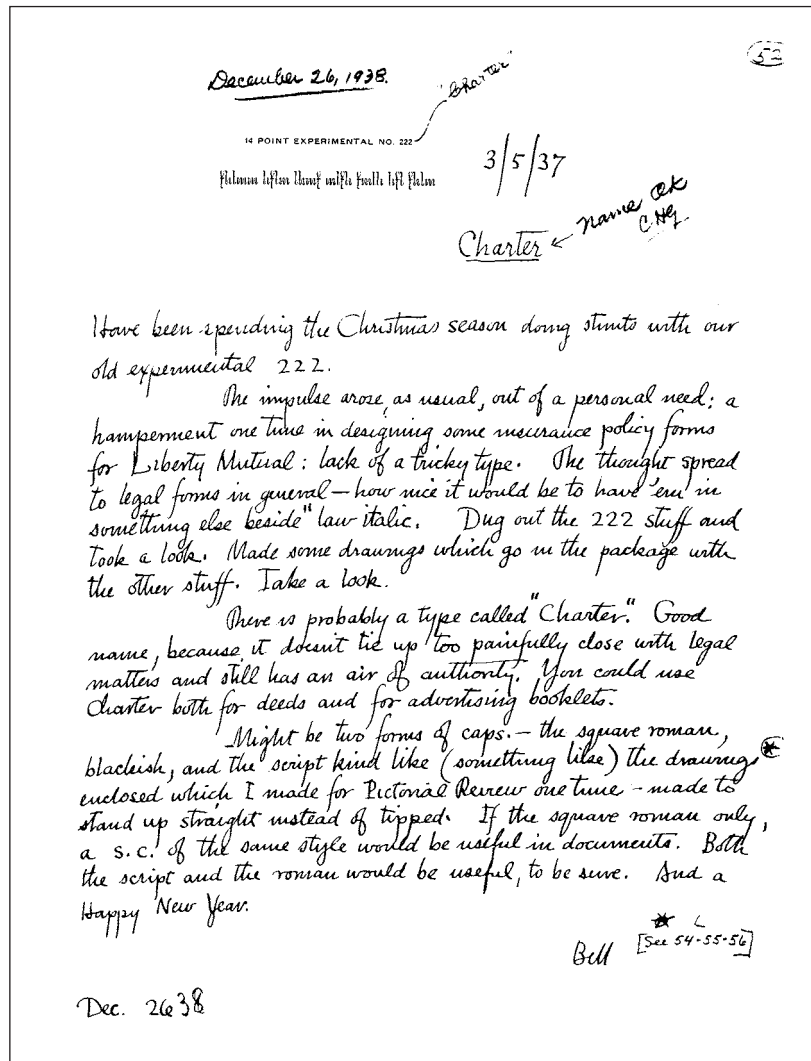 52
December 26, 1938.
"Charter"
14 POINT EXPERIMENTAL NO. 222
3/5/37
name OK
C.H.G.
Charter
Have been spending the Christmas season doing stunts with our
old experimental 222.
The impulse arose, as usual, out of a personal need; a
hamperment one time in designing some insurance policy forms
for Liberty Mutual: lack of a tricky type. The thought spread
to legal forms in general – how nice it would be to have 'em in
something else beside "law italic. Dug out the 222 stuff and
took a look. Made some drawings which go in the package with
the other stuff. Take a look.
There is probably a type called "Charter." Good
name, because it doesn't tie up too painfully close with legal
matters and still has an air of authority. You could use
Charter both for deeds and for advertising booklets.
Might be two forms of caps. – the square roman,
blackish, and the script kind like (something like) the drawings *
enclosed which I made for Pictorial Review one time – made to
stand up straight instead of tipped. If the square roman only,
a s.c. of the same style would be useful in documents. Both
the script and the roman would be useful, to be sure. And a
Happy New Year.
Bill
* [See 54-55-56]
Dec. 26 38